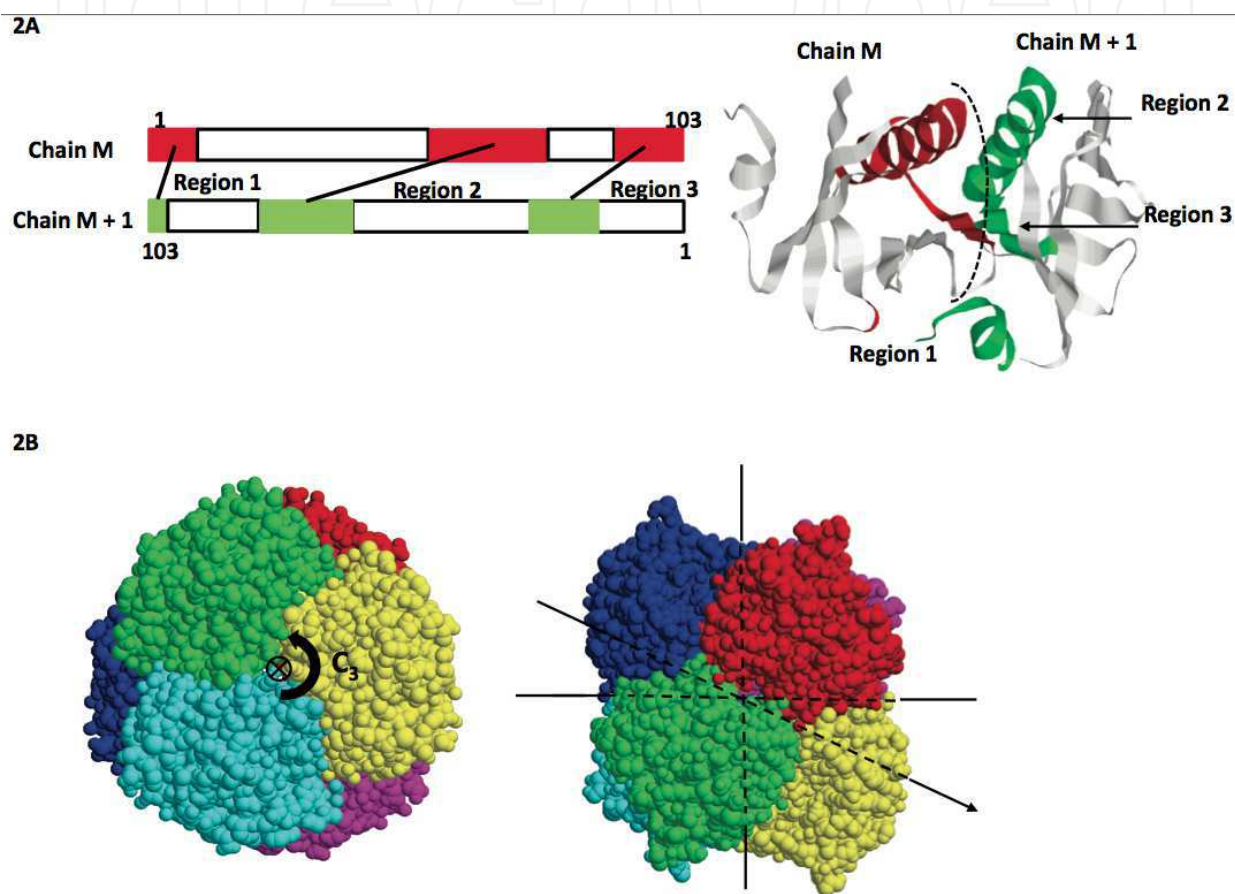 2A
Chain M + 1
Chain M
Region 2
1
103
Chain M
Region 1
Region 2
Region 3
Chain M + 1
103
1
Region 3
Region 1
2B
C3